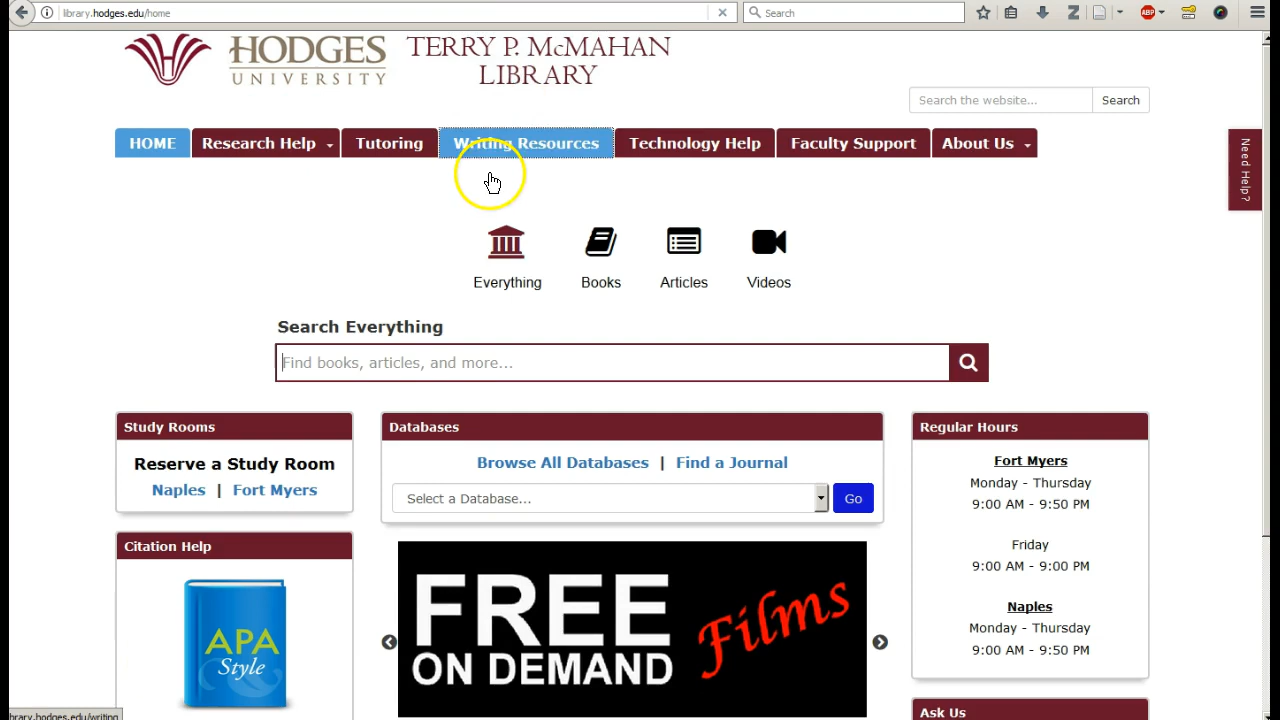 library.hodges.edu/home
Search
ABP
HODGES
UNIVERSITY
TERRY P. McMAHAN
LIBRARY
Search the website...
Search
HOME
Research Help
Tutoring
Writing Resources
Technology Help
Faculty Support
About Us
Need Help?
Everything
Books
Articles
Videos
Search Everything
Find books, articles, and more...
Study Rooms
Reserve a Study Room
Naples | Fort Myers
Databases
Browse All Databases | Find a Journal
Select a Database...
Go
Regular Hours
Fort Myers
Monday - Thursday
9:00 AM - 9:50 PM
Friday
9:00 AM - 9:00 PM
Naples
Monday - Thursday
9:00 AM - 9:50 PM
Citation Help
APA
Style
FREE
ON DEMAND
Films
Ask Us
brary.hodges.edu/writing